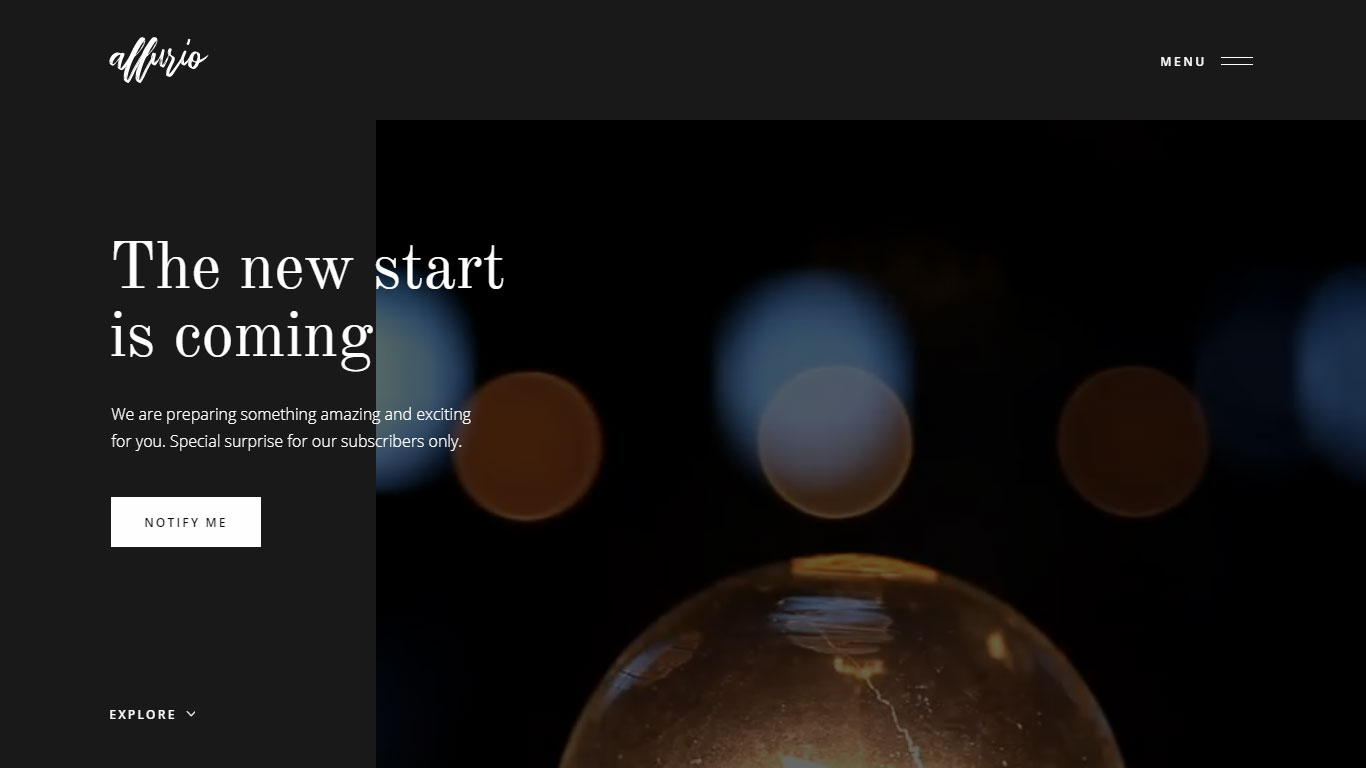 affurio
MENU
The new start
is coming
We are preparing something amazing and exciting
for you. Special surprise for our subscribers only.
NOTIFY ME
EXPLORE